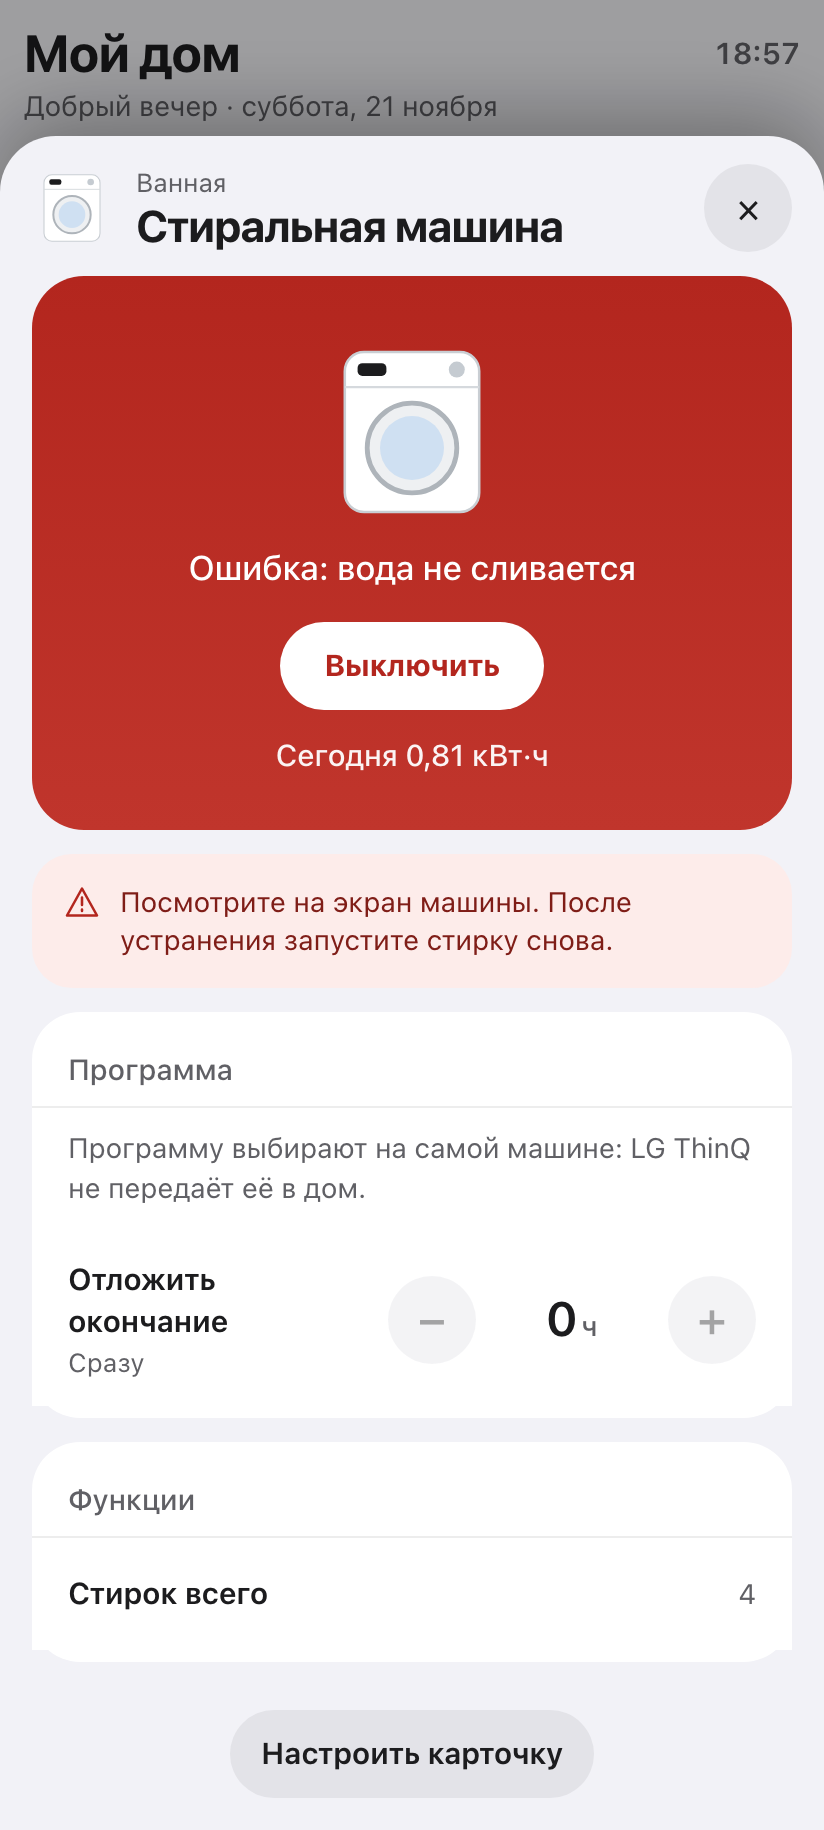 Мой дом
18:57
Добрый вечер · суббота, 21 ноября
Ванная
Стиральная машина
Ошибка: вода не сливается
Выключить
Сегодня 0,81 кВт·ч
Посмотрите на экран машины. После
устранения запустите стирку снова.
Программа
Программу выбирают на самой машине: LG ThinQ
не передаёт её в дом.
Отложить
окончание
Сразу
0 ч
Функции
Стирок всего
4
Настроить карточку